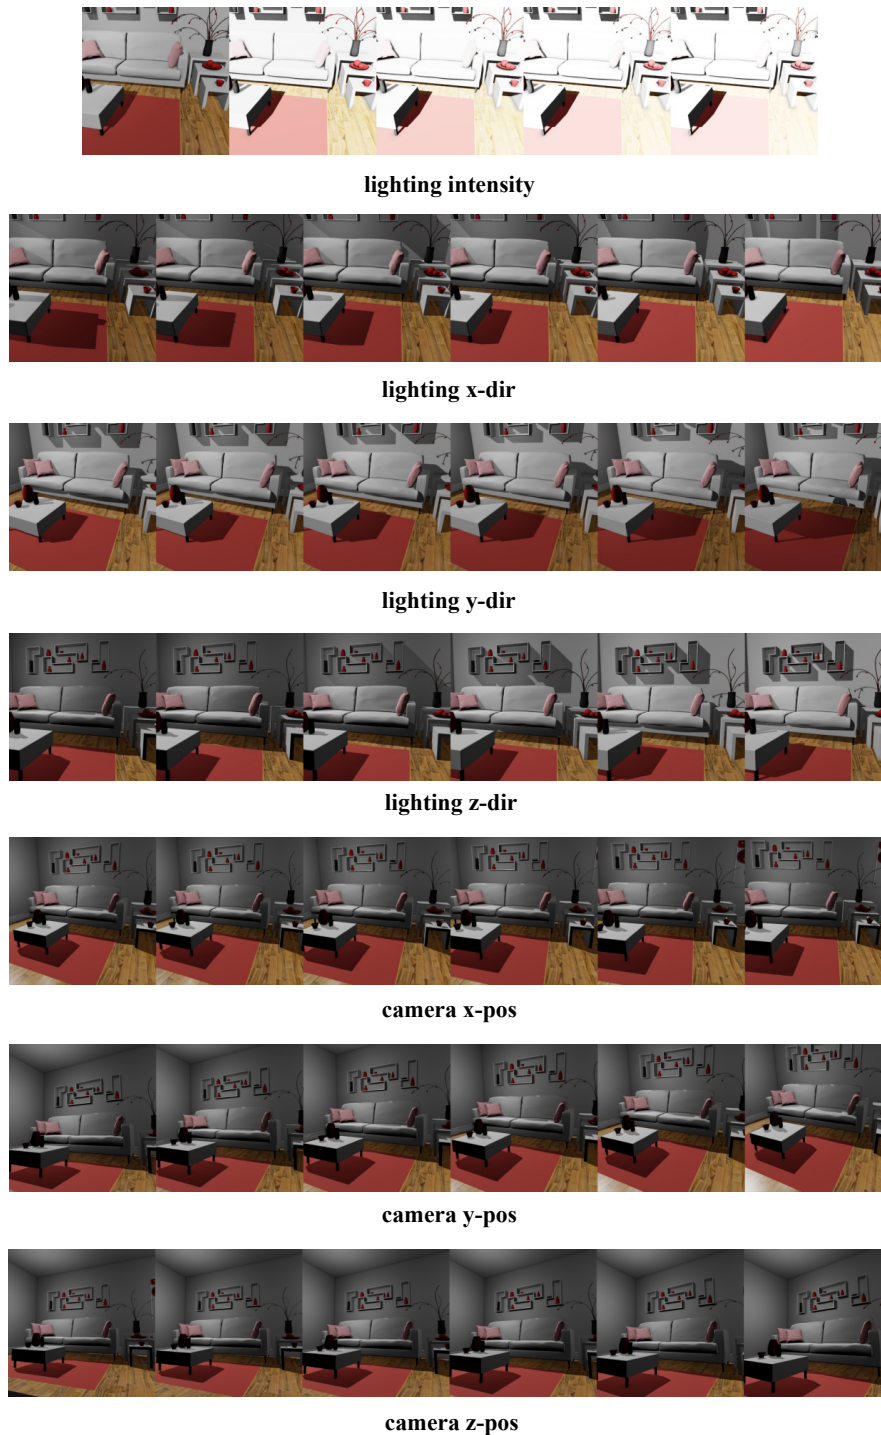 lighting intensity
lighting x-dir
lighting y-dir
lighting z-dir
camera x-pos
camera y-pos
camera z-pos